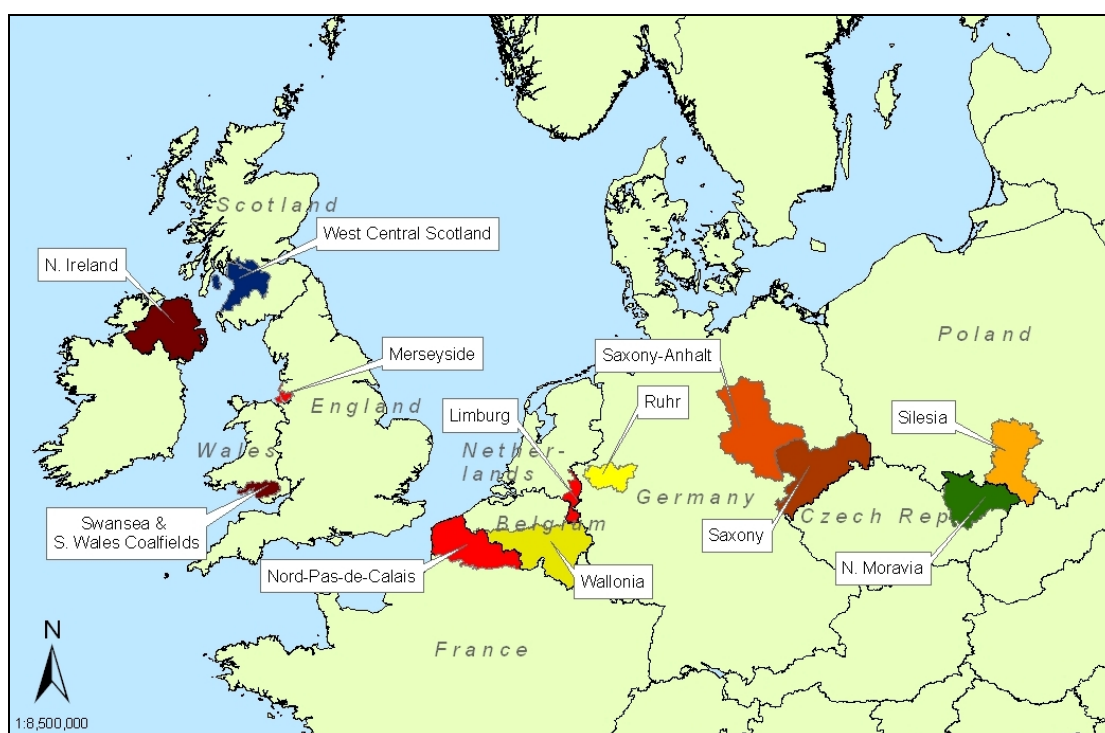 Scotland
West Central Scotland
N. Ireland
Poland
Saxony-Anhalt
Merseyside
Ruhr
England
Limburg
Silesia
Wales
Nether-
lands
Germany
Swansea &
S. Wales Coalfields
Belgium
Czech Rep
Saxony
Nord-Pas-de-Calais
Wallonia
N. Moravia
N
France
1:8,500,000